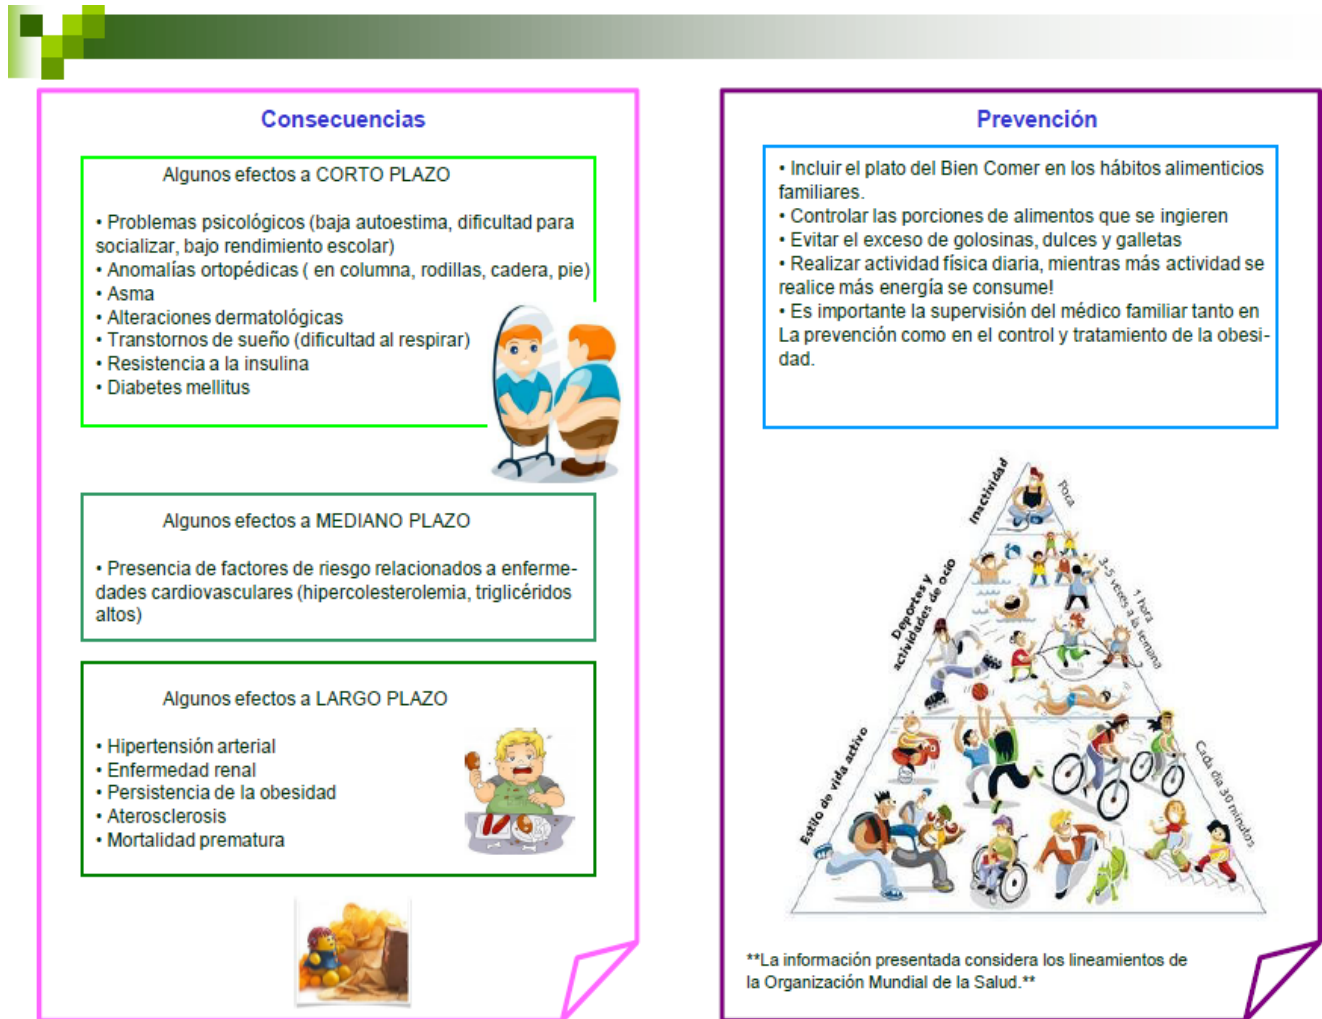 Consecuencias
Algunos efectos a CORTO PLAZO
• Problemas psicológicos (baja autoestima, dificultad para
socializar, bajo rendimiento escolar)
• Anomalías ortopédicas ( en columna, rodillas, cadera, pie)
• Asma
• Alteraciones dermatológicas
• Transtornos de sueño (dificultad al respirar)
• Resistencia a la insulina
• Diabetes mellitus
Algunos efectos a MEDIANO PLAZO
• Presencia de factores de riesgo relacionados a enferme-
dades cardiovasculares (hipercolesterolemia, triglicéridos
altos)
Algunos efectos a LARGO PLAZO
• Hipertensión arterial
• Enfermedad renal
• Persistencia de la obesidad
• Aterosclerosis
• Mortalidad prematura
Prevención
• Incluir el plato del Bien Comer en los hábitos alimenticios
familiares.
• Controlar las porciones de alimentos que se ingieren
• Evitar el exceso de golosinas, dulces y galletas
• Realizar actividad física diaria, mientras más actividad se
realice más energía se consume!
• Es importante la supervisión del médico familiar tanto en
La prevención como en el control y tratamiento de la obesi-
dad.
Inactividad
Poca
Deportes y
actividades de ocio
1 hora
3-5 veces a la semana
Estilo de vida activo
Cada día 30 minutos
**La información presentada considera los lineamientos de
la Organización Mundial de la Salud.**